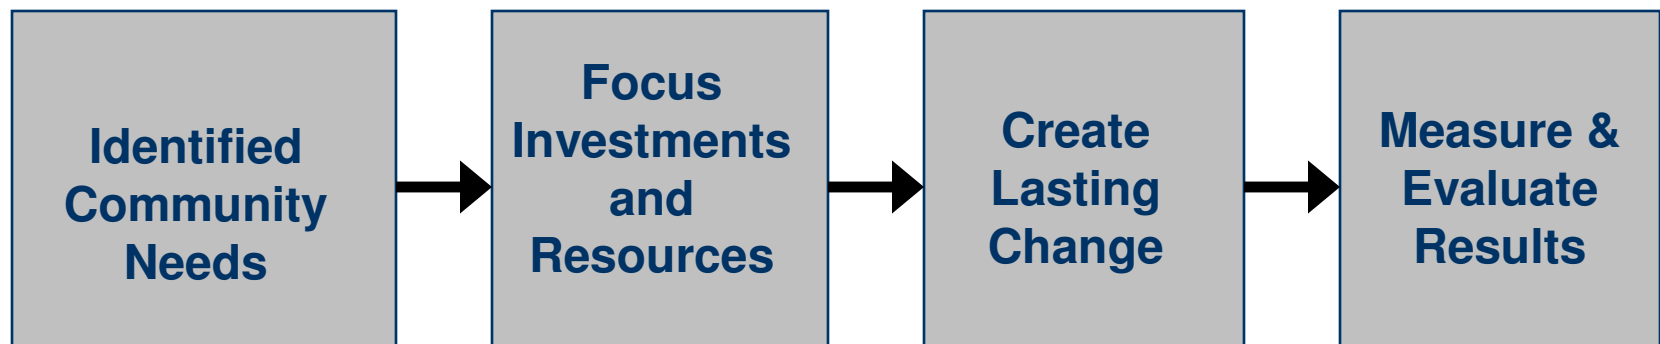 Identified
Community
Needs
Focus
Investments
and
Resources
Create
Lasting
Change
Measure &
Evaluate
Results